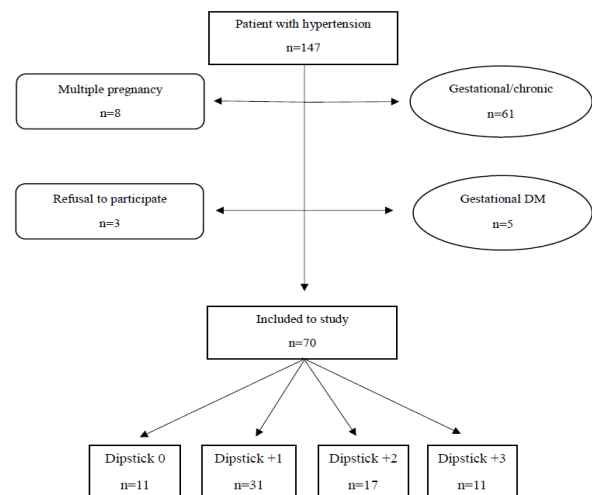 Patient with hypertension
n=147
Multiple pregnancy
n=8
Gestational/chronic
n=61
Refusal to participate
n=3
Gestational DM
n=5
Included to study
n=70
Dipstick 0
n=11
Dipstick +1
n=31
Dipstick +2
n=17
Dipstick +3
n=11